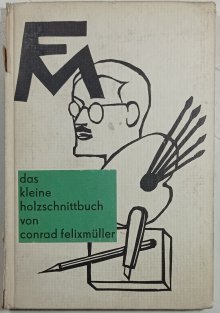 FM
das
kleine
holzschnittbuch
von
conrad felixmüller